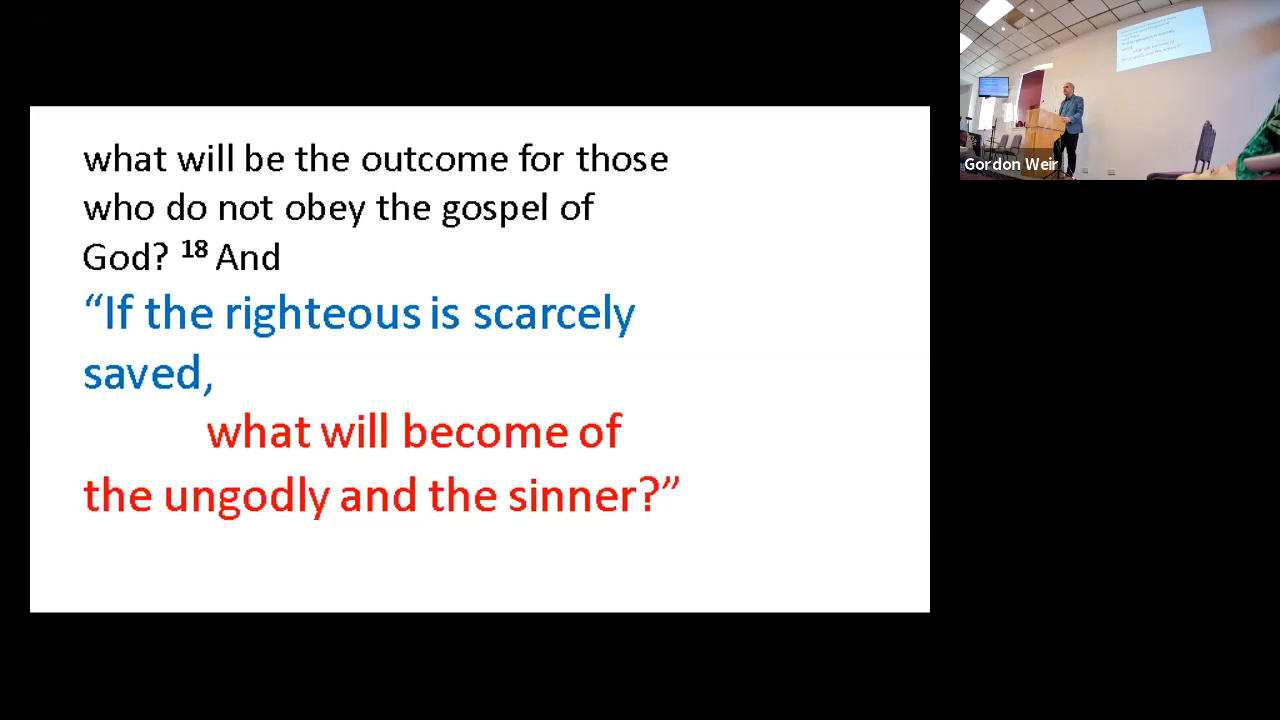 what will be the outcome for those
who do not obey the gospel of
God? 18 And
“If the righteous is scarcely
saved,
what will become of
the ungodly and the sinner?”
Gordon Weir